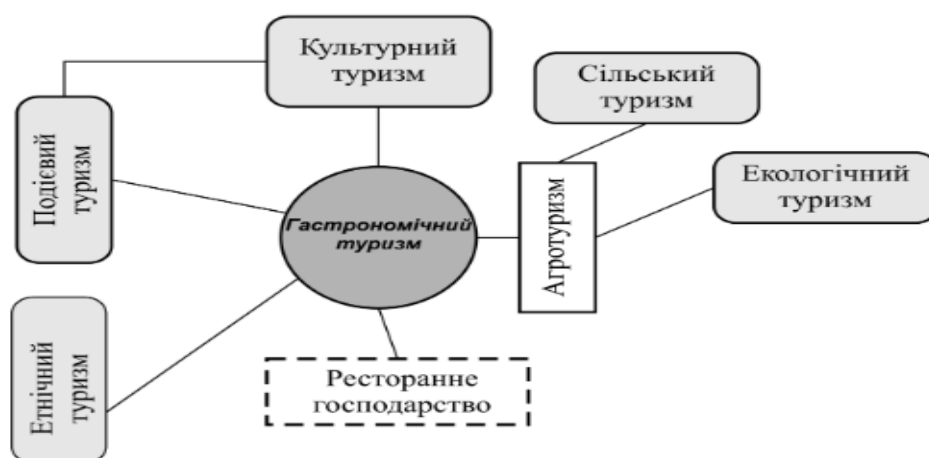 Культурний
туризм
Сільський
туризм
Подієвий
туризм
Екологічний
туризм
Гастрономічний
туризм
Агротуризм
Етнічний
туризм
Ресторанне
господарство